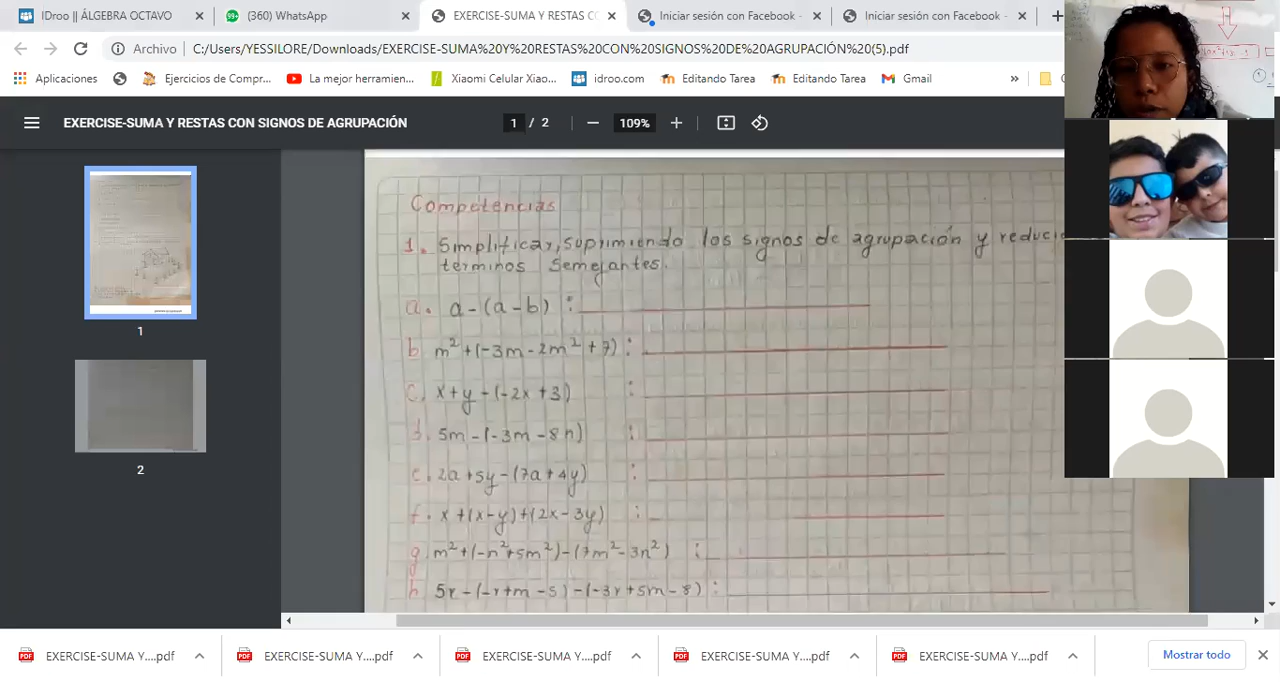 IDroo || ÁLGEBRA OCTAVO
(360) WhatsApp
EXERCISE-SUMA Y RESTAS CO
Iniciar sesión con Facebook -
Iniciar sesión con Facebook -
Archivo
C:/Users/YESSILORE/Downloads/EXERCISE-SUMA%20Y%20RESTAS%20CON%20SIGNOS%20DE%20AGRUPACIÓN%20(5).pdf
Aplicaciones
Ejercicios de Compr...
La mejor herramien...
Xiaomi Celular Xiao...
idroo.com
Editando Tarea
Editando Tarea
Gmail
»
EXERCISE-SUMA Y RESTAS CON SIGNOS DE AGRUPACIÓN
1 / 2
109%
1
2
Competencias
1. Simplificar, suprimiendo los signos de agrupación y reducie
terminos Semejantes.
a. a-(a-b) :
b m²+(-3m-2m²+7) :
c. x+y-(-2x+3) :
d. 5m-(-3m-8n) :
e. 2a+5y-(7a+4y) :
f. x+(x-y)+(2x-3y) :
g. m²+(-n²+5m²)-(7m²-3n²) :
h 5x-(-x+m-5)-(-3x+5m-8) :
EXERCISE-SUMA Y....pdf
EXERCISE-SUMA Y....pdf
EXERCISE-SUMA Y....pdf
EXERCISE-SUMA Y....pdf
EXERCISE-SUMA Y....pdf
Mostrar todo